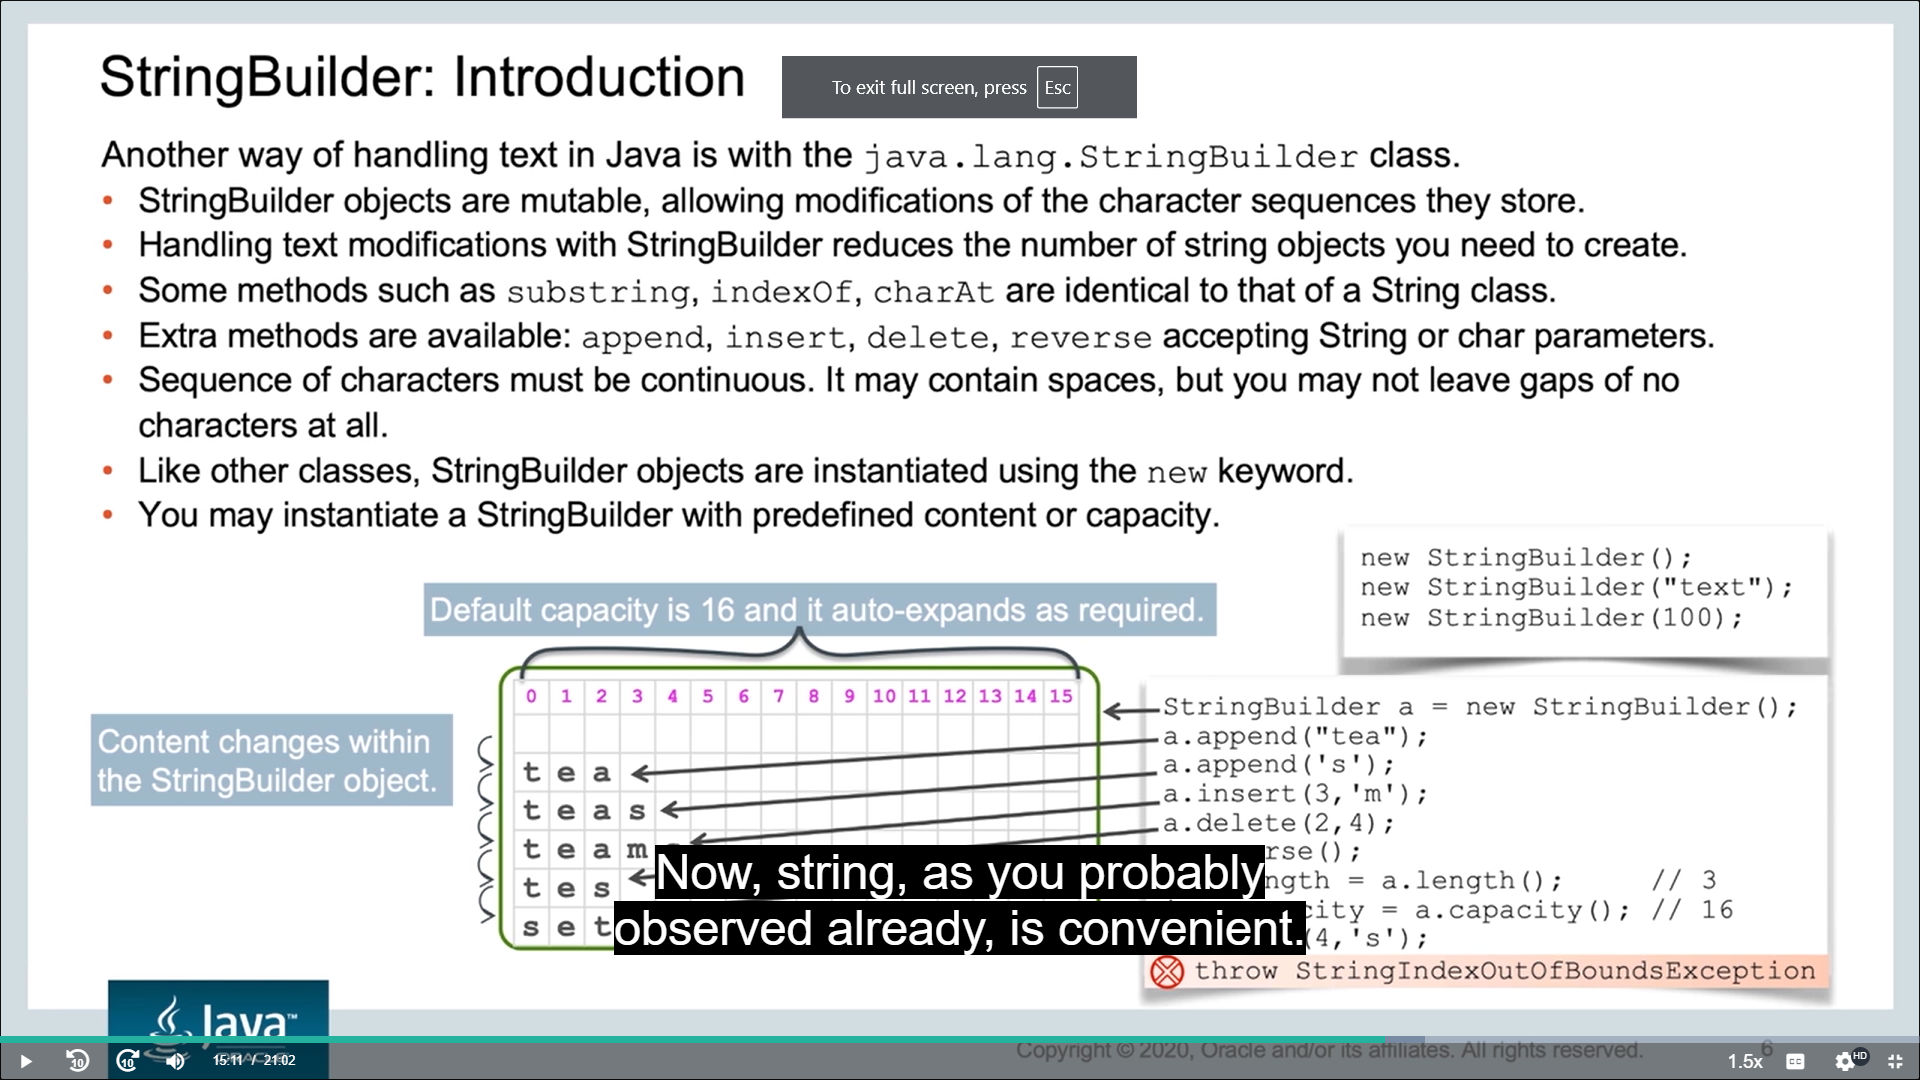 StringBuilder: Introduction
To exit full screen, press Esc
Another way of handling text in Java is with the java.lang.StringBuilder class.
• StringBuilder objects are mutable, allowing modifications of the character sequences they store.
• Handling text modifications with StringBuilder reduces the number of string objects you need to create.
• Some methods such as substring, indexOf, charAt are identical to that of a String class.
• Extra methods are available: append, insert, delete, reverse accepting String or char parameters.
• Sequence of characters must be continuous. It may contain spaces, but you may not leave gaps of no
characters at all.
• Like other classes, StringBuilder objects are instantiated using the new keyword.
• You may instantiate a StringBuilder with predefined content or capacity.
new StringBuilder();
new StringBuilder("text");
new StringBuilder(100);
Default capacity is 16 and it auto-expands as required.
0 1 2 3 4 5 6 7 8 9 10 11 12 13 14 15
Content changes within
the StringBuilder object.
t e a
t e a s
t e a m
t e s
s e t
StringBuilder a = new StringBuilder();
a.append("tea");
a.append('s');
a.insert(3,'m');
a.delete(2,4);
rse();
ngth = a.length(); // 3
city = a.capacity(); // 16
(4,'s');
throw StringIndexOutOfBoundsException
Now, string, as you probably
observed already, is convenient.
Java™
15:11 / 21:02
Copyright © 2020, Oracle and/or its affiliates. All rights reserved.
6
10
10
1.5x
CC
HD